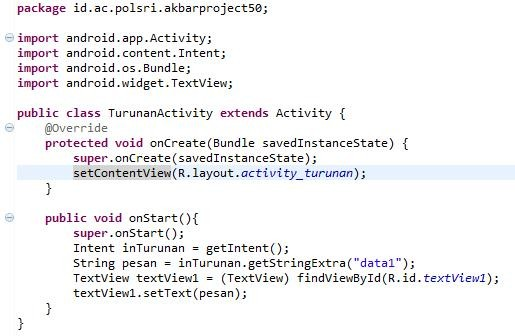 package id.ac.polsri.akbarproject50;
import android.app.Activity;
import android.content.Intent;
import android.os.Bundle;
import android.widget.TextView;
public class TurunanActivity extends Activity {
@Override
protected void onCreate(Bundle savedInstanceState) {
super.onCreate(savedInstanceState);
setContentView(R.layout.activity_turunan);
}
public void onStart(){
super.onStart();
Intent inTurunan = getIntent();
String pesan = inTurunan.getStringExtra("data1");
TextView textView1 = (TextView) findViewById(R.id.textView1);
textView1.setText(pesan);
}
}